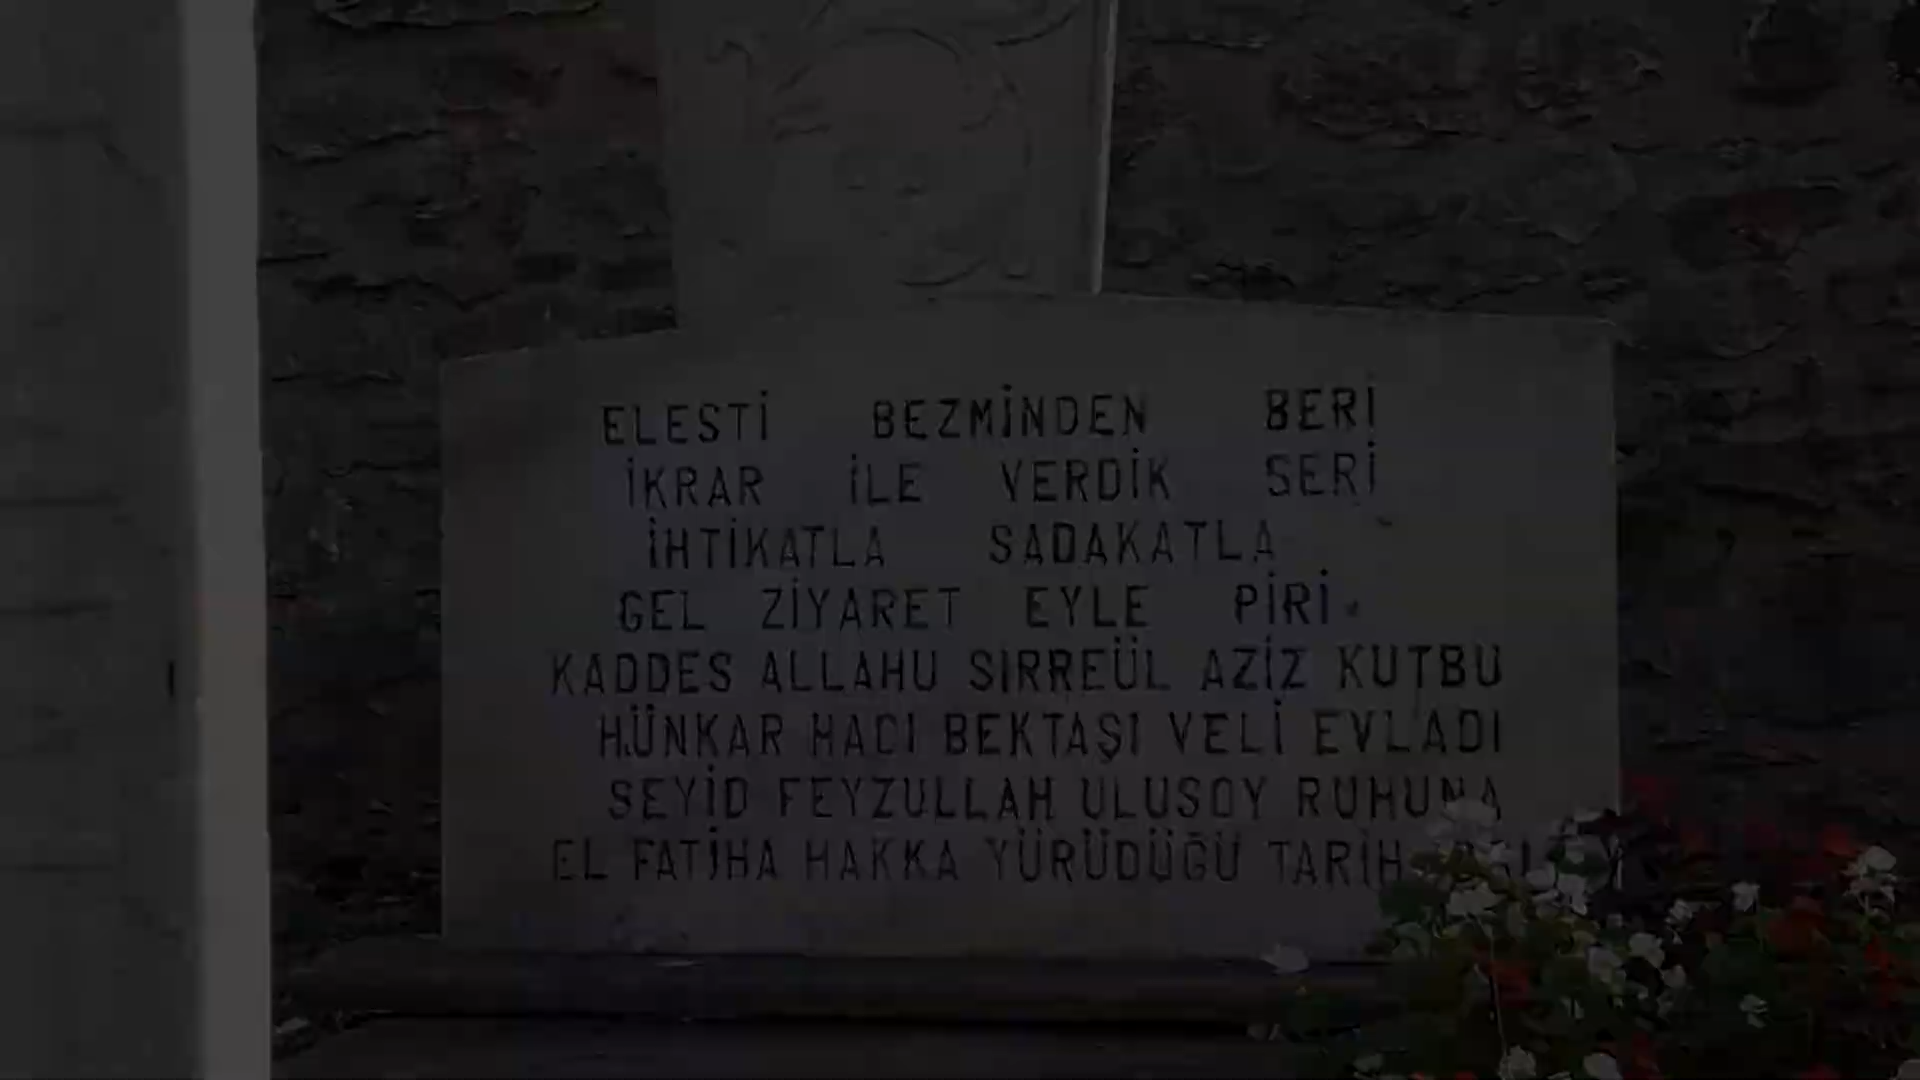 ELESTİ BEZMİNDEN BERİ
İKRAR İLE VERDİK SERİ
İHTİKATLA SADAKATLA
GEL ZİYARET EYLE PİRİ
KADDES ALLAHU SIRREÜL AZİZ KUTBU
HÜNKAR HACI BEKTAŞI VELİ EVLADI
SEYİD FEYZULLAH ULUSOY RUHUNA
EL FATİHA HAKKA YÜRÜDÜĞÜ TARİH